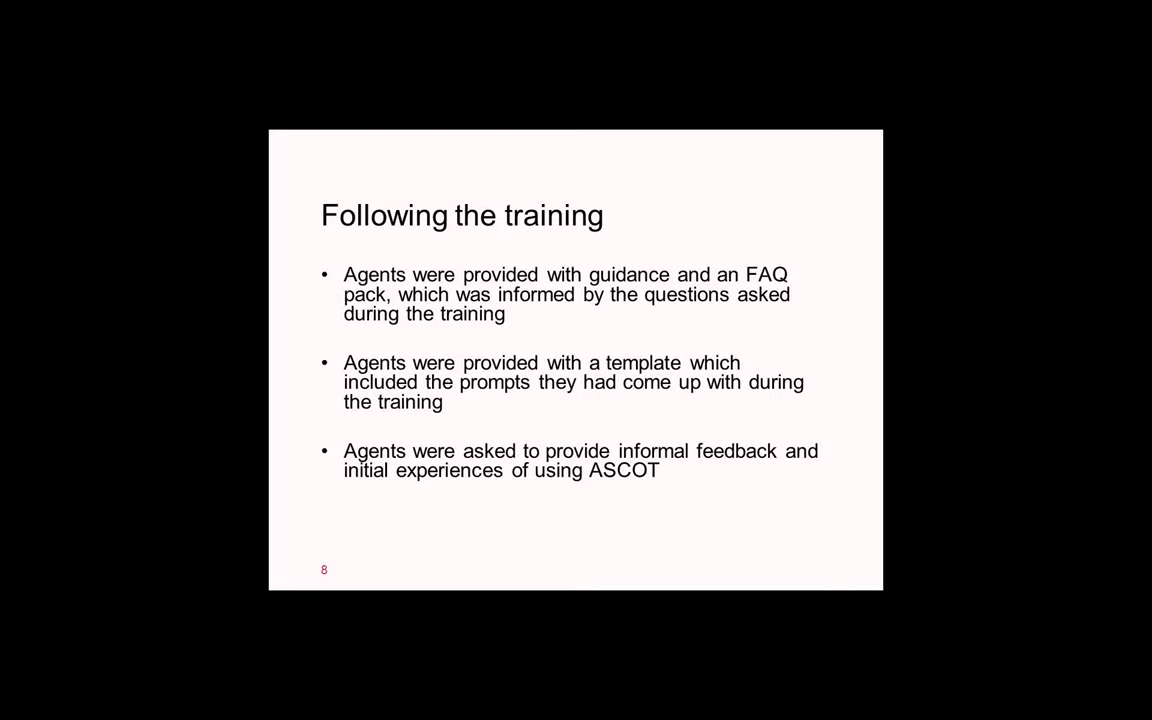 Following the training
• Agents were provided with guidance and an FAQ
pack, which was informed by the questions asked
during the training
• Agents were provided with a template which
included the prompts they had come up with during
the training
• Agents were asked to provide informal feedback and
initial experiences of using ASCOT
8